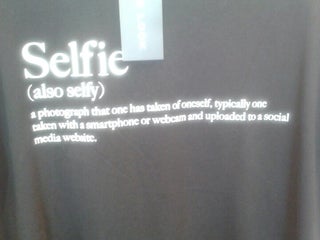 Selfie
(also selfy)
a photograph that one has taken of oneself, typically one
taken with a smartphone or webcam and uploaded to a social
media website.